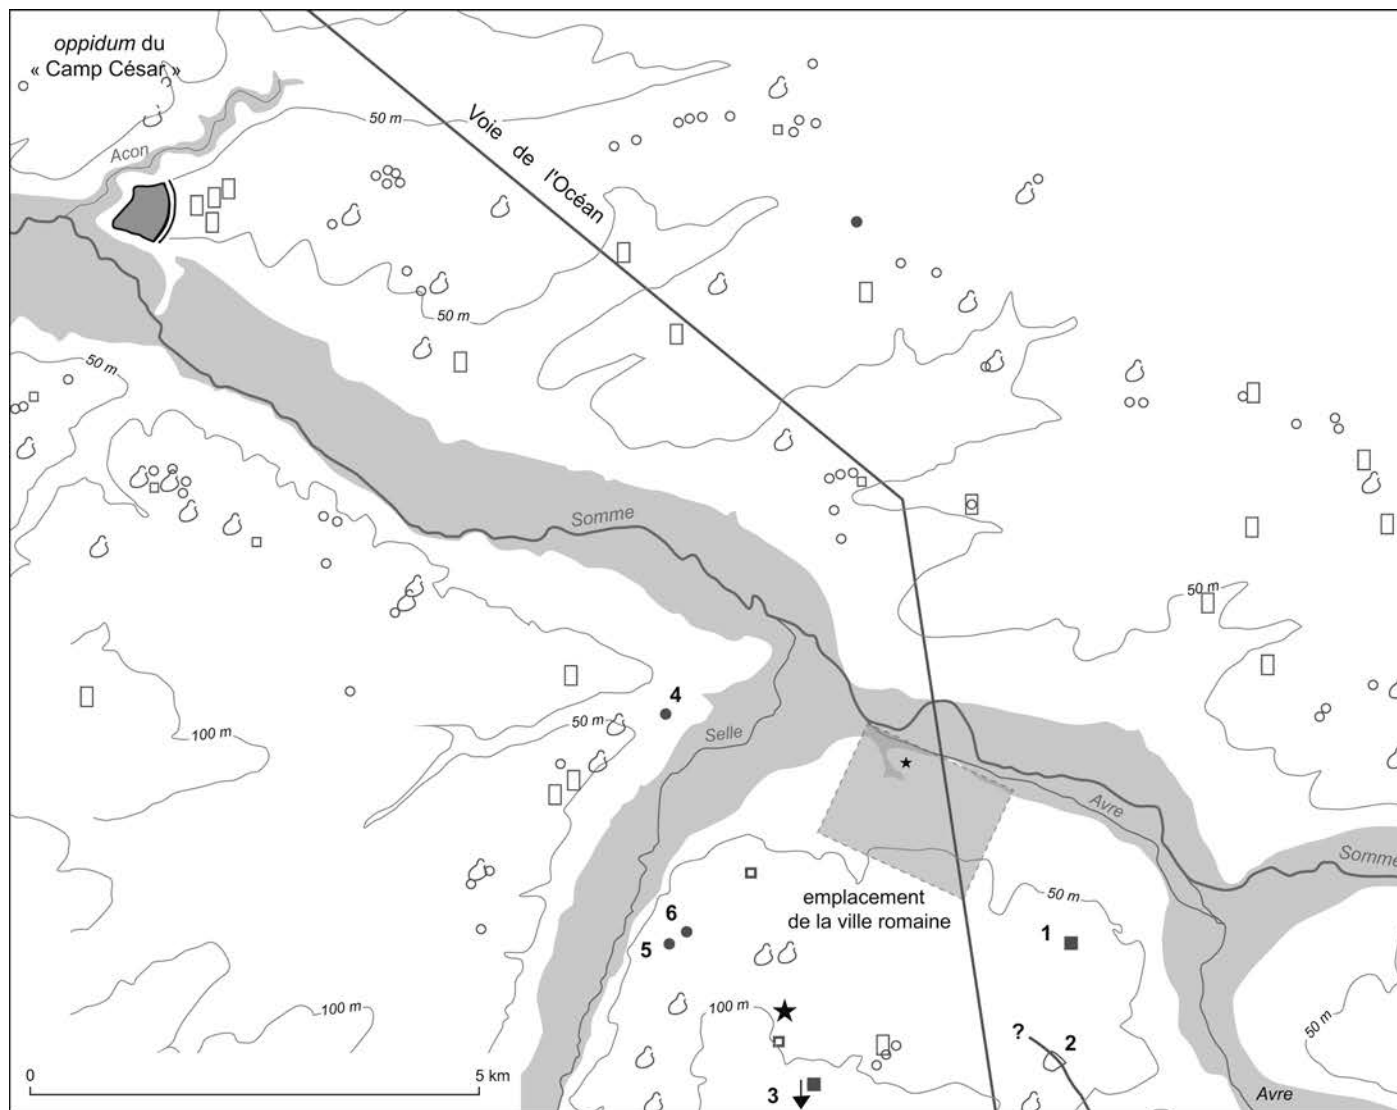 oppidum du
« Camp César »
Acon
50 m
Voie de l'Océan
50 m
50 m
Somme
50 m
4
100 m
50 m
Selle
Avre
Somme
emplacement
de la ville romaine
50 m
6
5
1
100 m
100 m
50 m
?
2
0
5 km
3
Avre